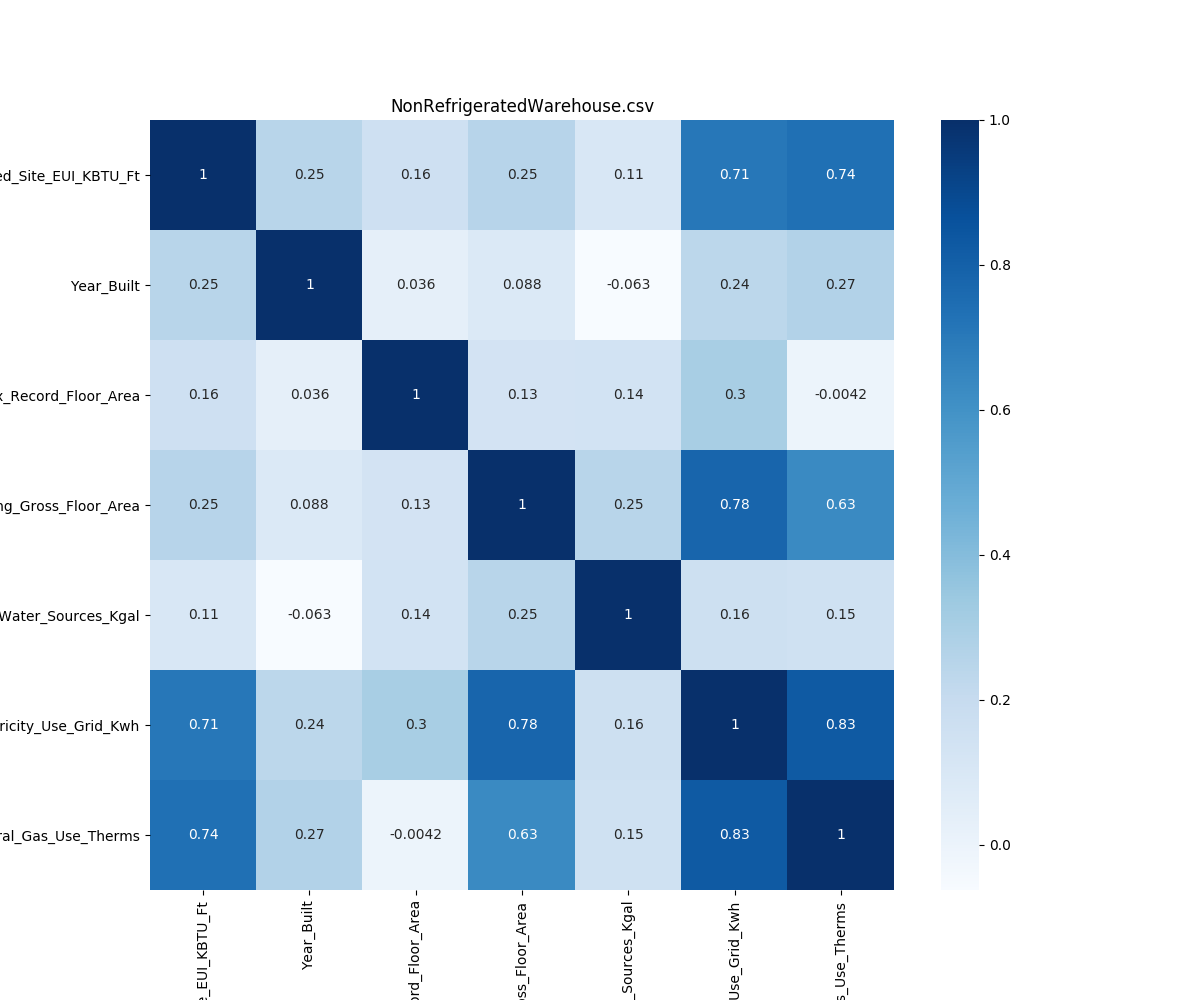 NonRefrigeratedWarehouse.csv
ed_Site_EUI_KBTU_Ft 1 0.25 0.16 0.25 0.11 0.71 0.74
Year_Built 0.25 1 0.036 0.088 -0.063 0.24 0.27
x_Record_Floor_Area 0.16 0.036 1 0.13 0.14 0.3 -0.0042
ng_Gross_Floor_Area 0.25 0.088 0.13 1 0.25 0.78 0.63
Water_Sources_Kgal 0.11 -0.063 0.14 0.25 1 0.16 0.15
ricity_Use_Grid_Kwh 0.71 0.24 0.3 0.78 0.16 1 0.83
ral_Gas_Use_Therms 0.74 0.27 -0.0042 0.63 0.15 0.83 1
e_EUI_KBTU_Ft
Year_Built
ord_Floor_Area
oss_Floor_Area
_Sources_Kgal
Use_Grid_Kwh
s_Use_Therms
1.0
0.8
0.6
0.4
0.2
0.0